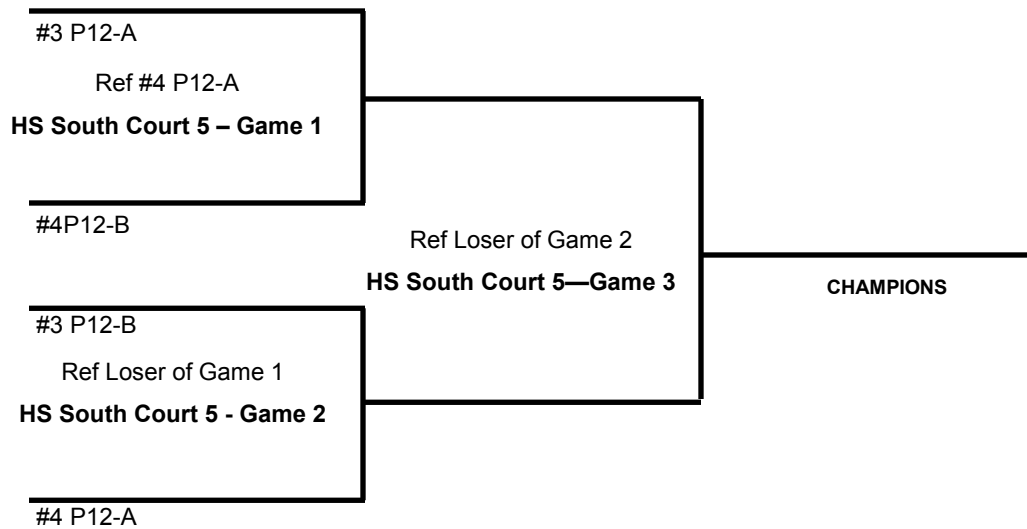 #3 P12-A
Ref #4 P12-A
HS South Court 5 – Game 1
#4P12-B
Ref Loser of Game 2
HS South Court 5—Game 3
CHAMPIONS
#3 P12-B
Ref Loser of Game 1
HS South Court 5 - Game 2
#4 P12-A